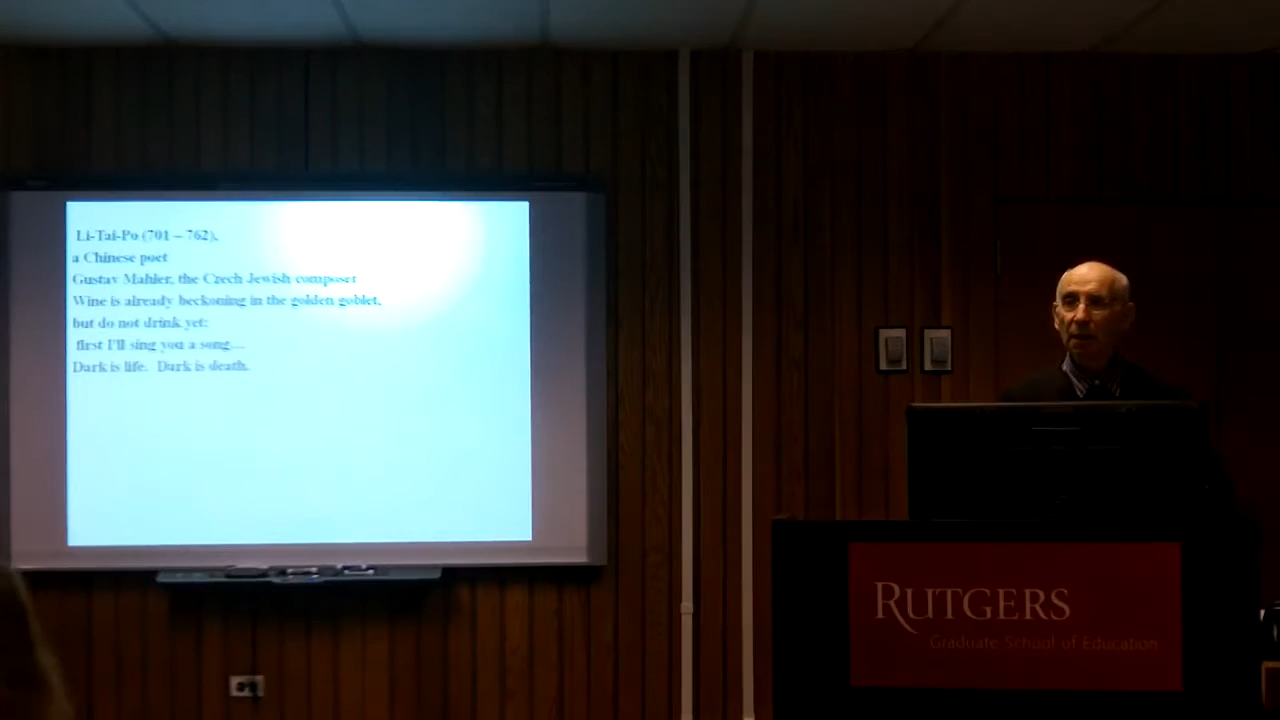 Li-Tai-Po (701 – 762),
a Chinese poet
Gustav Mahler, the Czech Jewish composer
Wine is already beckoning in the golden goblet,
but do not drink yet:
first I'll sing you a song...
Dark is life.  Dark is death.
RUTGERS
Graduate School of Education